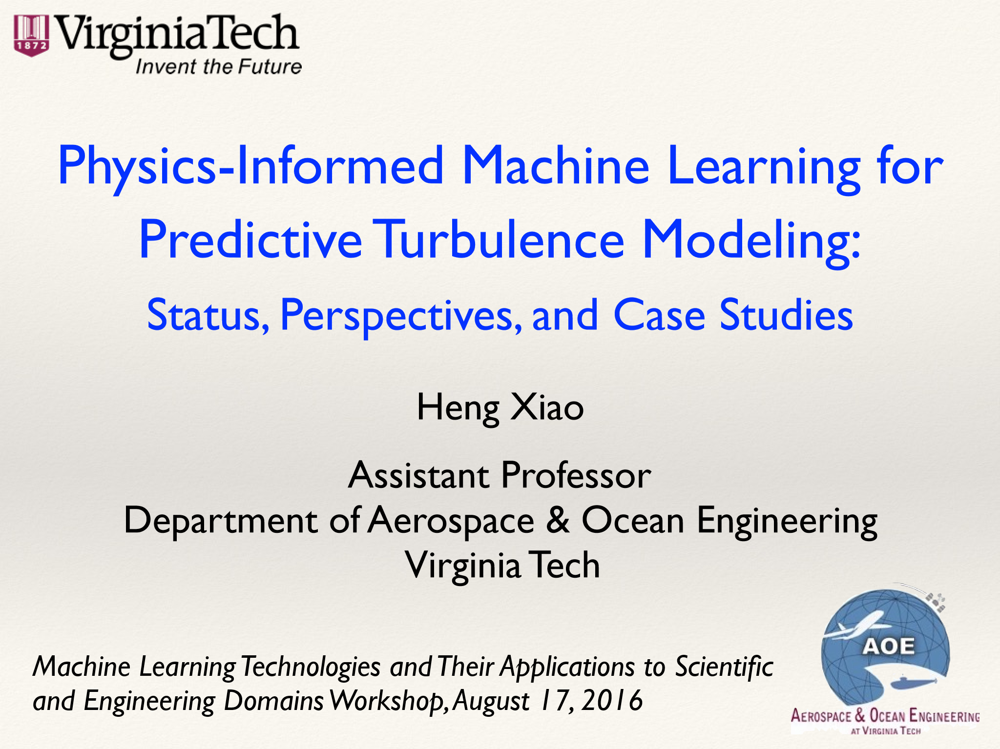 1872
VirginiaTech
Invent the Future
Physics-Informed Machine Learning for
Predictive Turbulence Modeling:
Status, Perspectives, and Case Studies
Heng Xiao
Assistant Professor
Department of Aerospace & Ocean Engineering
Virginia Tech
Machine Learning Technologies and Their Applications to Scientific
and Engineering Domains Workshop, August 17, 2016
AOE
AEROSPACE & OCEAN ENGINEERING
AT VIRGINIA TECH